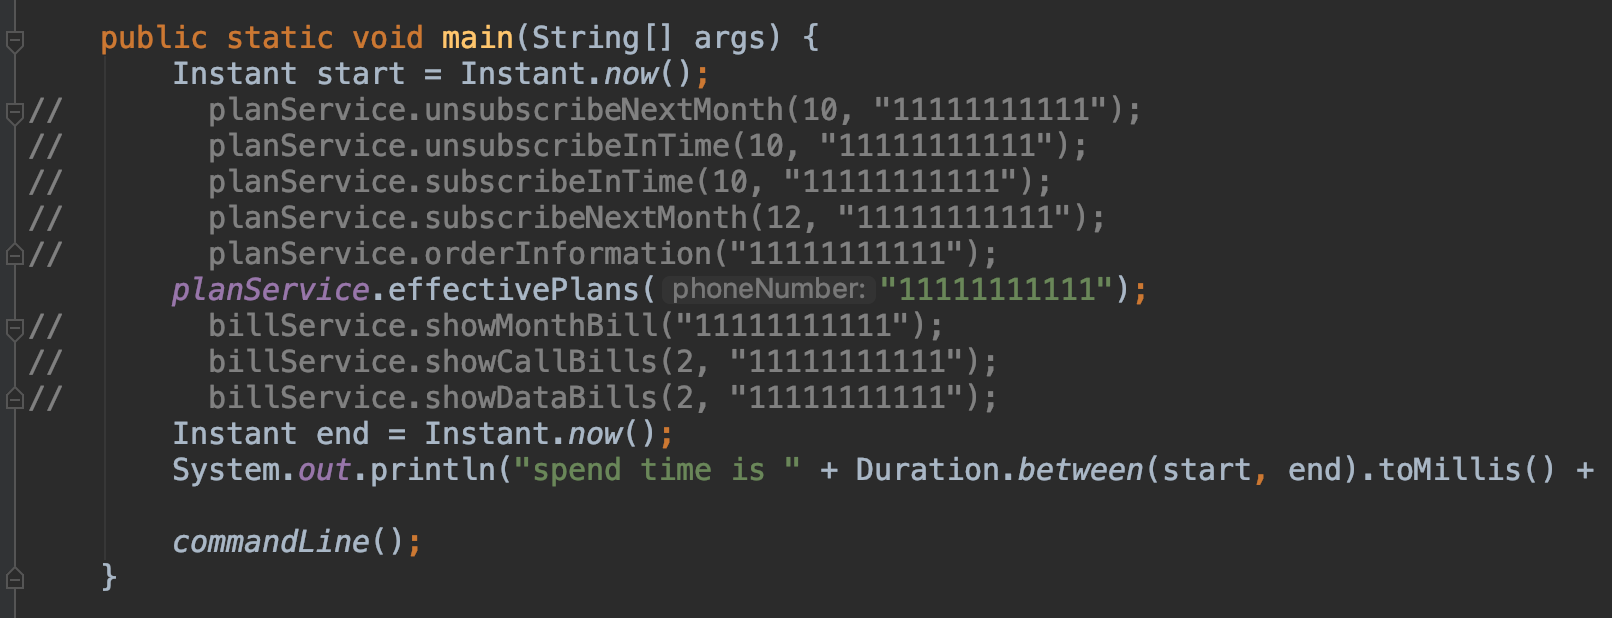 public static void main(String[] args) {
Instant start = Instant.now();
// planService.unsubscribeNextMonth(10, "11111111111");
// planService.unsubscribeInTime(10, "11111111111");
// planService.subscribeInTime(10, "11111111111");
// planService.subscribeNextMonth(12, "11111111111");
// planService.orderInformation("11111111111");
planService.effectivePlans( phoneNumber: "11111111111");
// billService.showMonthBill("11111111111");
// billService.showCallBills(2, "11111111111");
// billService.showDataBills(2, "11111111111");
Instant end = Instant.now();
System.out.println("spend time is " + Duration.between(start, end).toMillis() +
commandLine();
}